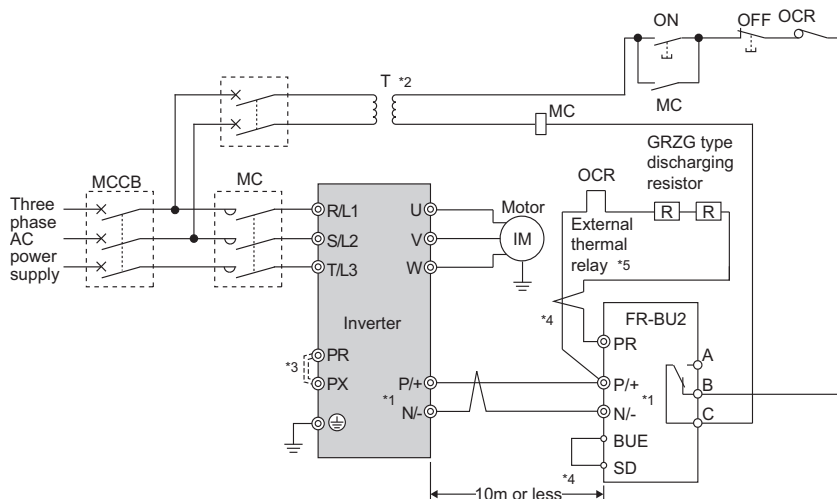 ON
OFF
OCR
T *2
MC
MC
GRZG type
discharging
resistor
OCR
MCCB
MC
R
R
Three
phase
AC
power
supply
R/L1
S/L2
T/L3
U
V
W
Motor
IM
External
thermal
relay *5
Inverter
*4
FR-BU2
PR
PX
*3
P/+
*1
N/-
PR
P/+
*1
N/-
BUE
SD
A
B
C
*4
10m or less